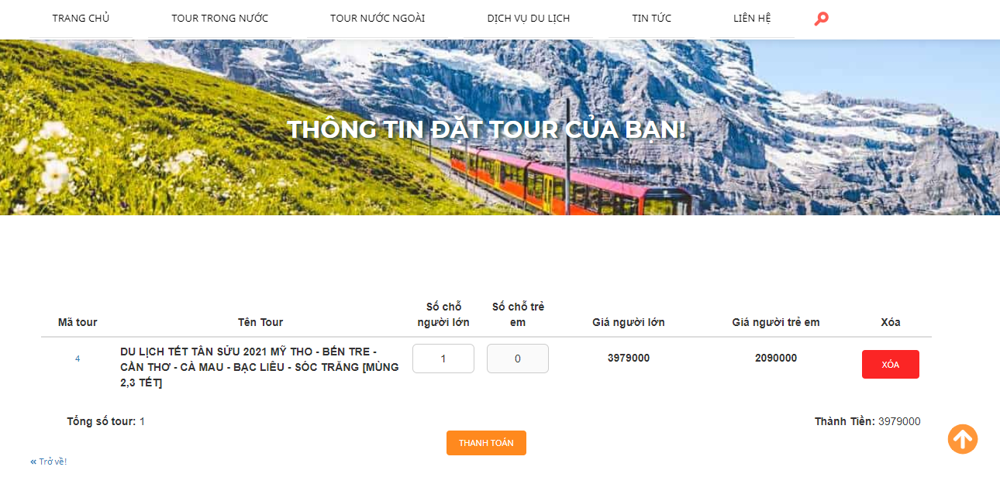 TRANG CHỦ TOUR TRONG NƯỚC TOUR NƯỚC NGOÀI DỊCH VỤ DU LỊCH TIN TỨC LIÊN HỆ
THÔNG TIN ĐẶT TOUR CỦA BẠN!
Mã tour Tên Tour Số chỗ người lớn Số chỗ trẻ em Giá người lớn Giá người trẻ em Xóa
4 DU LỊCH TẾT TÂN SỬU 2021 MỸ THO - BẾN TRE - 1 0 3979000 2090000 XÓA
CẦN THƠ - CÀ MAU - BẠC LIÊU - SÓC TRĂNG [MÙNG
2,3 TẾT]
Tổng số tour: 1 Thành Tiền: 3979000
THANH TOÁN
« Trở về!